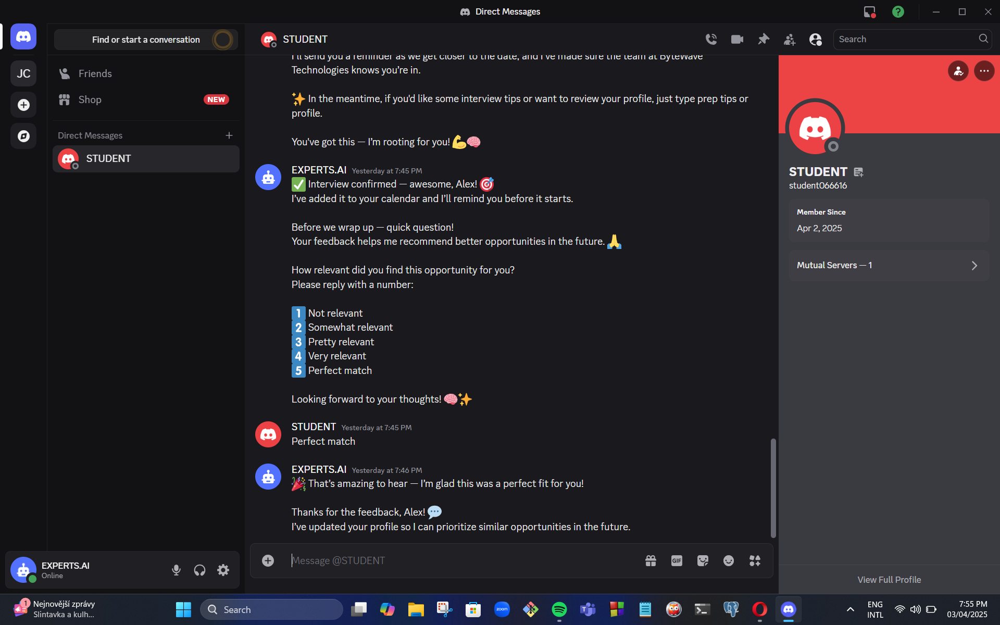 Direct Messages
Find or start a conversation
STUDENT
Search
JC
Friends
Shop
NEW
Direct Messages
STUDENT
I'll send you a reminder as we get closer to the date, and I've made sure the team at ByteWave
Technologies knows you're in.
✨ In the meantime, if you'd like some interview tips or want to review your profile, just type prep tips or
profile.
You've got this — I'm rooting for you! 💪🧠
EXPERTS.AI Yesterday at 7:45 PM
✅ Interview confirmed — awesome, Alex! 🎯
I've added it to your calendar and I'll remind you before it starts.
Before we wrap up — quick question!
Your feedback helps me recommend better opportunities in the future. 🙏
How relevant did you find this opportunity for you?
Please reply with a number:
1️⃣ Not relevant
2️⃣ Somewhat relevant
3️⃣ Pretty relevant
4️⃣ Very relevant
5️⃣ Perfect match
Looking forward to your thoughts! 🧠✨
STUDENT Yesterday at 7:45 PM
Perfect match
EXPERTS.AI Yesterday at 7:46 PM
🎉 That's amazing to hear — I'm glad this was a perfect fit for you!
Thanks for the feedback, Alex! 💬
I've updated your profile so I can prioritize similar opportunities in the future.
Message @STUDENT
GIF
STUDENT
student066616
Member Since
Apr 2, 2025
Mutual Servers — 1
View Full Profile
EXPERTS.AI
Online
1
Nejnovější zprávy
Slintavka a kulh...
Search
zoom
ENG
INTL
7:55 PM
03/04/2025